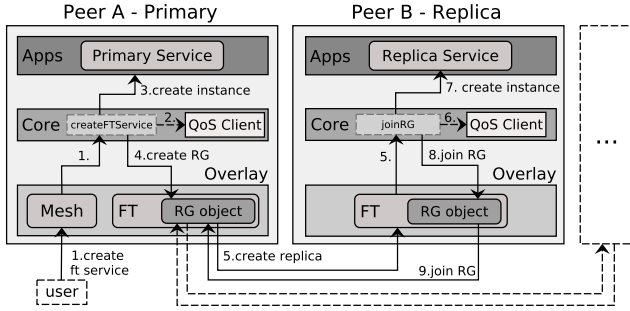 Peer A - Primary
Peer B - Replica
Apps
Primary Service
Apps
Replica Service
3.create instance
7. create instance
Core
createFTService
2.
QoS Client
Core
joinRG
6.
QoS Client
...
1.
4.create RG
5.
8.join RG
Overlay
Overlay
Mesh
FT
RG object
FT
RG object
1.create
ft service
5.create replica
9.join RG
user